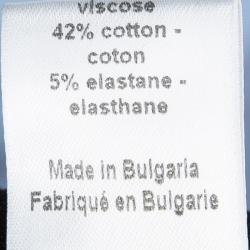 viscose
42% cotton -
coton
5% elastane -
elasthane
Made in Bulgaria
Fabriqué en Bulgarie